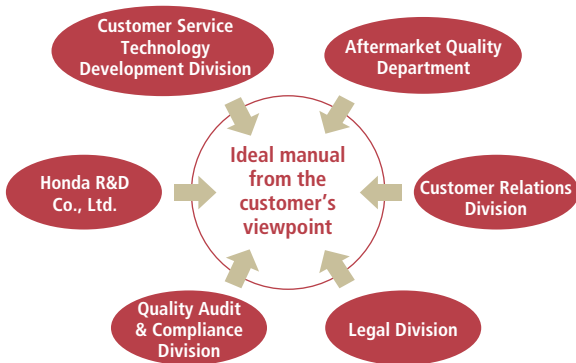 Customer Service
Technology
Development Division
Aftermarket Quality
Department
Ideal manual
from the
customer's
viewpoint
Honda R&D
Co., Ltd.
Customer Relations
Division
Quality Audit
& Compliance
Division
Legal Division